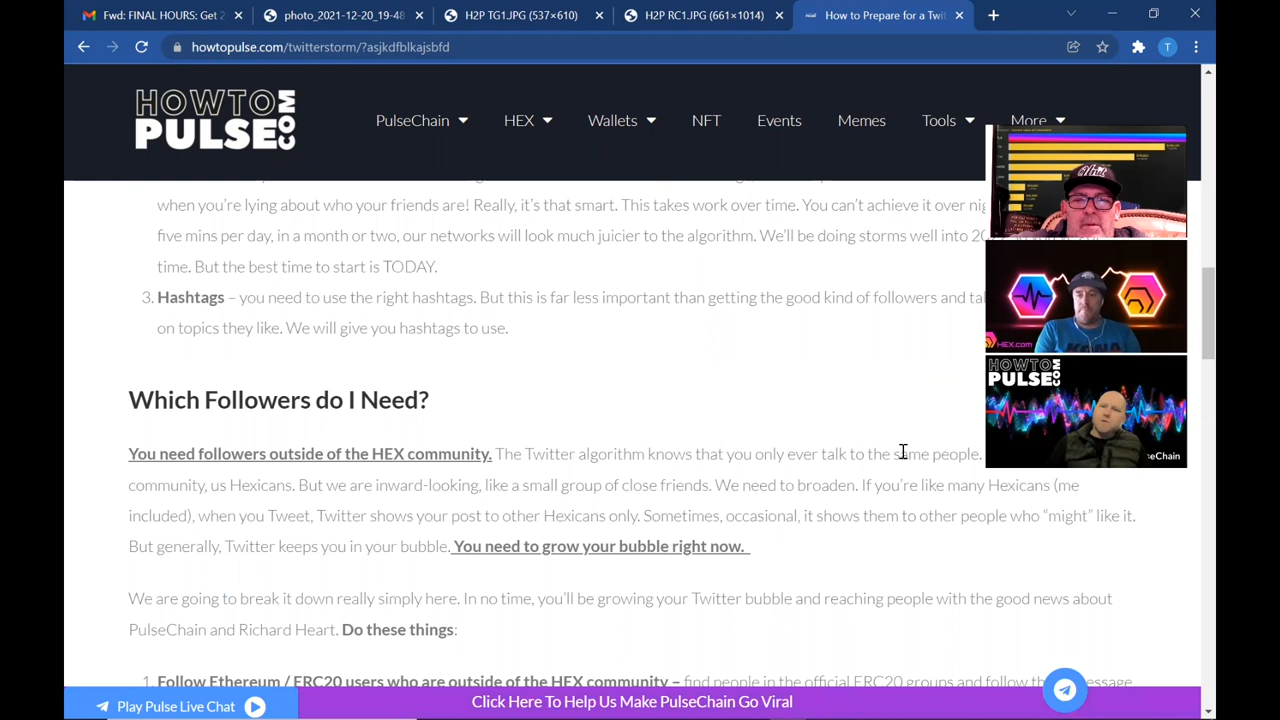 Fwd: FINAL HOURS: Get 2
photo_2021-12-20_19-48
H2P TG1.JPG (537×610)
H2P RC1.JPG (661×1014)
How to Prepare for a Twit
howtopulse.com/twitterstorm/?asjkdfblkajsbfd
T
HOWTO PULSE.COM
PulseChain
HEX
Wallets
NFT
Events
Memes
Tools
More
when you're lying about who your friends are! Really, it's that smart. This takes work over time. You can't achieve it over nig
five mins per day, in a month or two, our networks will look much juicier to the algorithm. We'll be doing storms well into 202
time. But the best time to start is TODAY.
3. Hashtags – you need to use the right hashtags. But this is far less important than getting the good kind of followers and tal
on topics they like. We will give you hashtags to use.
HEX.com
HOWTO PULSE.COM
seChain
Which Followers do I Need?
You need followers outside of the HEX community. The Twitter algorithm knows that you only ever talk to the same people.
community, us Hexicans. But we are inward-looking, like a small group of close friends. We need to broaden. If you're like many Hexicans (me
included), when you Tweet, Twitter shows your post to other Hexicans only. Sometimes, occasional, it shows them to other people who “might” like it.
But generally, Twitter keeps you in your bubble. You need to grow your bubble right now.
We are going to break it down really simply here. In no time, you'll be growing your Twitter bubble and reaching people with the good news about
PulseChain and Richard Heart. Do these things:
1. Follow Ethereum / ERC20 users who are outside of the HEX community – find people in the official ERC20 groups and follow th message
Play Pulse Live Chat
Click Here To Help Us Make PulseChain Go Viral